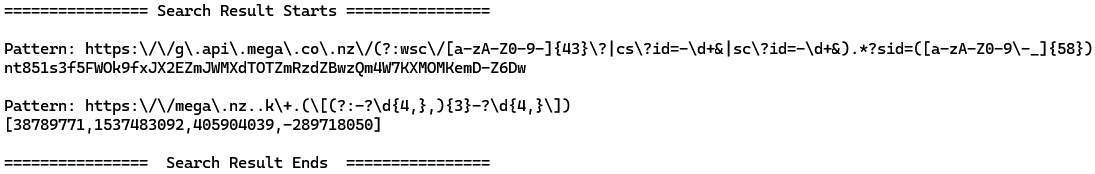 ================ Search Result Starts ================
Pattern: https:\/\/g\.api\.mega\.co\.nz\/(?:wsc\/[a-zA-Z0-9-]{43}\?|cs\?id=-\d+&|sc\?id=-\d+&).*?sid=([a-zA-Z0-9\-_]{58})
nt851s3f5FWOk9fxJX2EZmJWMXdTOTZmRzdZBwzQm4W7KXMOMKemD-Z6Dw
Pattern: https:\/\/mega\.nz..k\+.(\[(?:-?\d{4,},){3}-?\d{4,}\])
[38789771,1537483092,405904039,-289718050]
================  Search Result Ends  ================